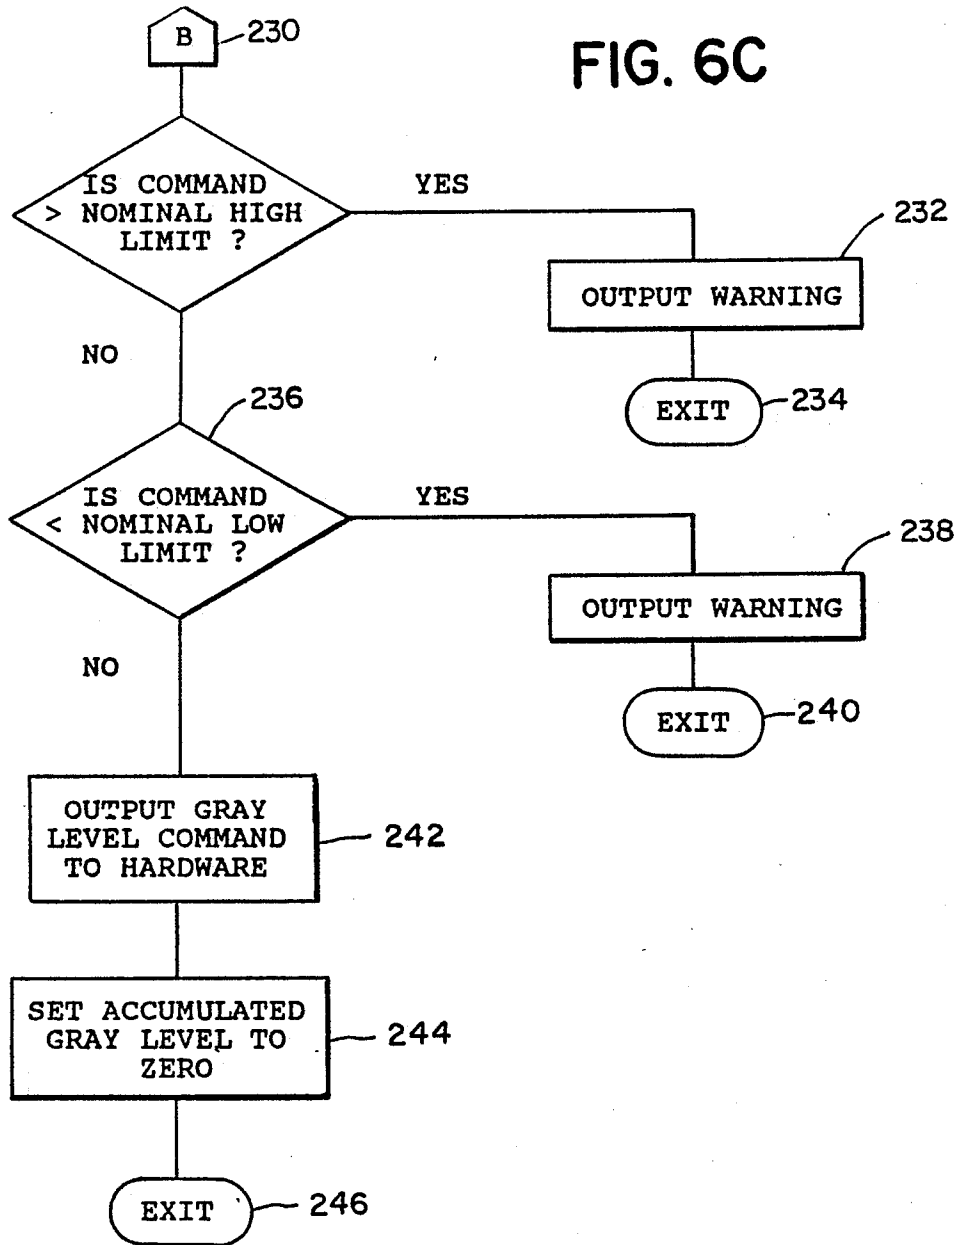 B
230
FIG. 6C
IS COMMAND
> NOMINAL HIGH
LIMIT ?
YES
232
OUTPUT WARNING
NO
EXIT
234
236
IS COMMAND
< NOMINAL LOW
LIMIT ?
YES
238
OUTPUT WARNING
NO
EXIT
240
OUTPUT GRAY
LEVEL COMMAND
TO HARDWARE
242
SET ACCUMULATED
GRAY LEVEL TO
ZERO
244
EXIT
246